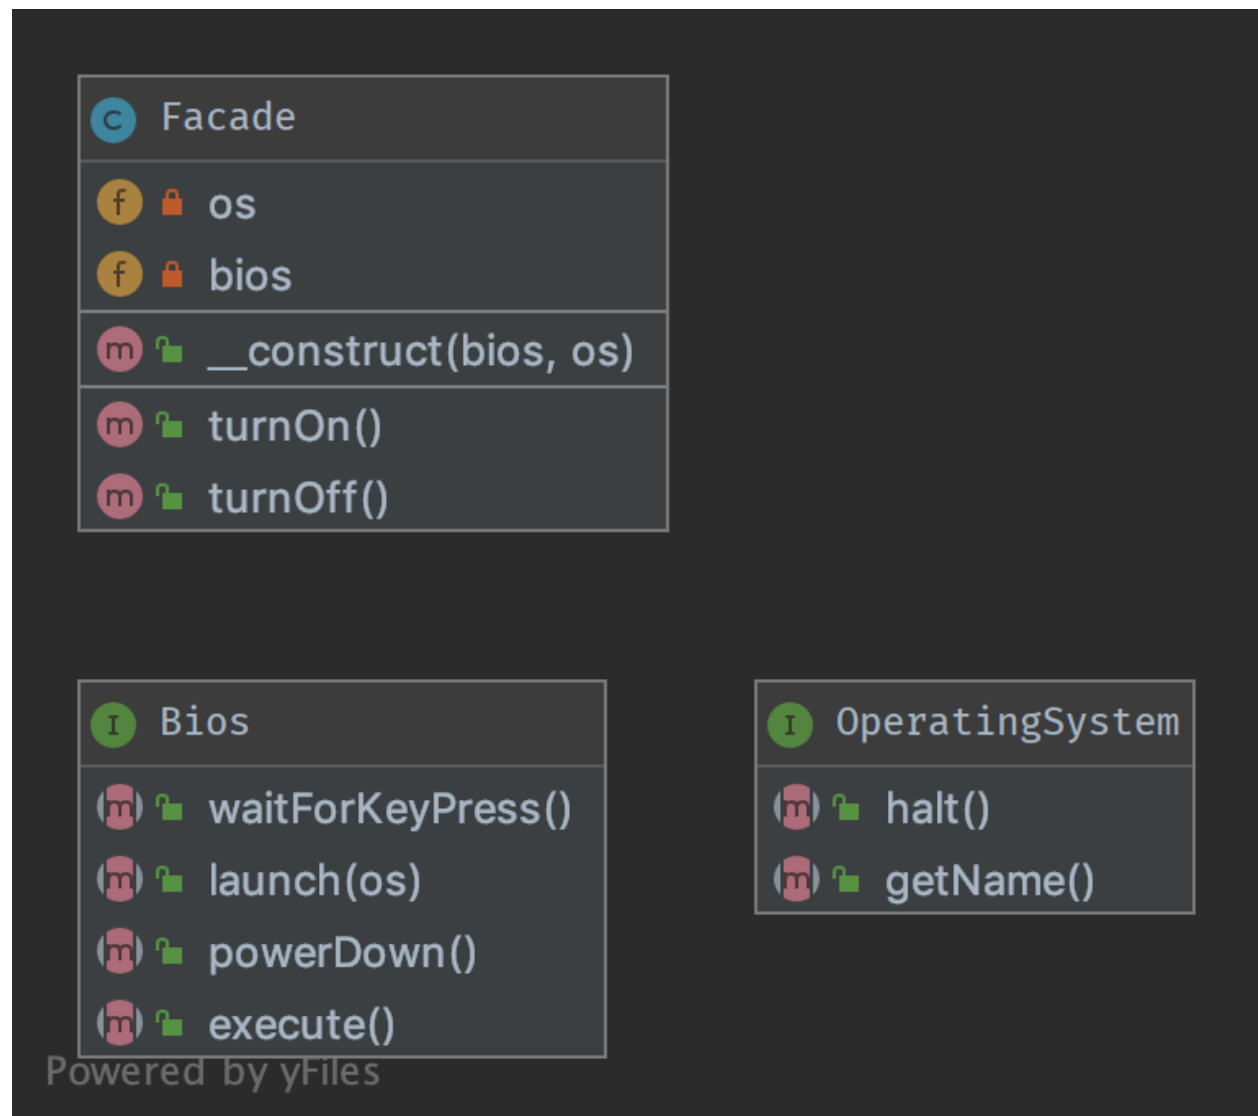 C Facade
f os
f bios
m __construct(bios, os)
m turnOn()
m turnOff()
I Bios
m waitForKeyPress()
m launch(os)
m powerDown()
m execute()
I OperatingSystem
m halt()
m getName()
Powered by yFiles